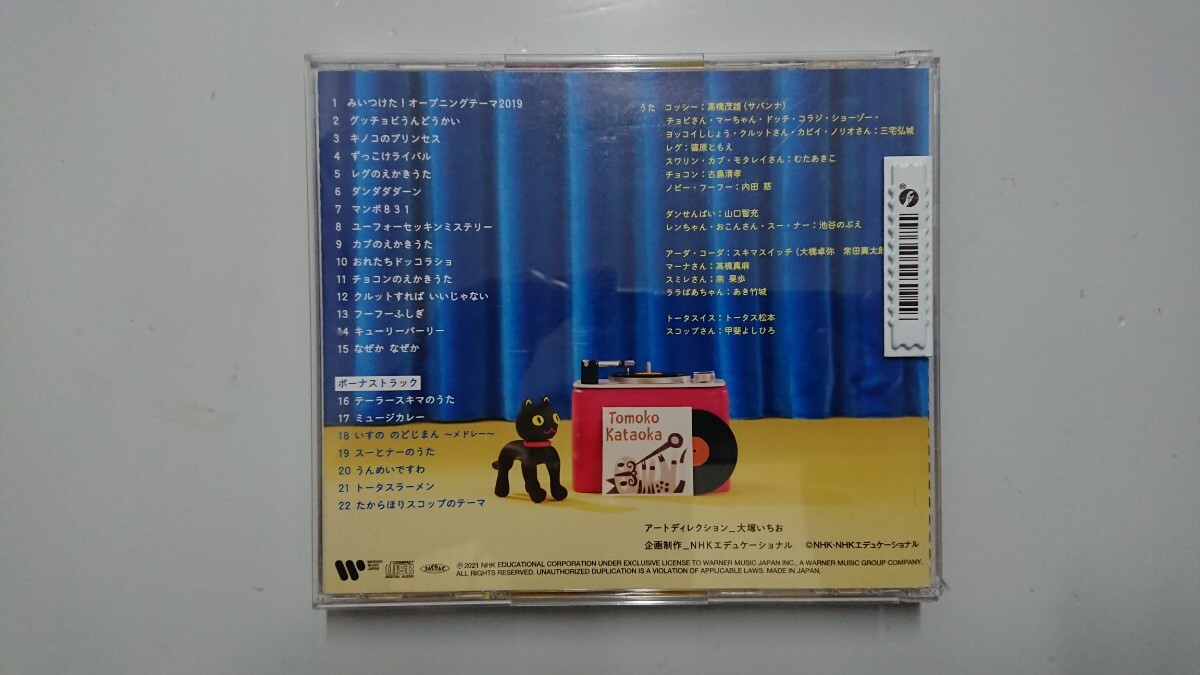 1 みいつけた！オープニングテーマ2019
2 グッチョビうんどうかい
3 キノコのプリンセス
4 ずっこけライバル
5 レグのえかきうた
6 ダンダダダーン
7 マンボ８３１
8 ユーフォーセッキンミステリー
9 カブのえかきうた
10 おれたちドッコラショ
11 チョコンのえかきうた
12 クルットすれば いいじゃない
13 フーフーふしぎ
14 キューリーバーリー
15 なぜか なぜか
ボーナストラック
16 テーラースキマのうた
17 ミュージカレー
18 いすの のどじまん ～メドレー～
19 スーとナーのうた
20 うんめいですわ
21 トータスラーメン
22 たからほりスコップのテーマ
うた コッシー：高橋茂雄（サバンナ）
チョビさん・マーちゃん・ドッチ・コラジ・ショーゾー・
ヨッコイししょう・クルットさん・カビィ・ノリオさん：三宅弘城
レグ：篠原ともえ
スワリン・カブ・モタレイさん：むたあきこ
チョコン：古島清孝
ノビー・フーフー：内田 慈
ダンせんぱい：山口智充
レンちゃん・おこんさん・スー・ナー：池谷のぶえ
アーダ・コーダ：スキマスイッチ（大橋卓弥 常田真太郎
マーナさん：高橋真麻
スミレさん：南 果歩
ララばあちゃん：あき竹城
トータスイス：トータス松本
スコップさん：甲斐よしひろ
Tomoko
Kataoka
アートディレクション_大塚いちお
企画制作_ＮＨＫエデュケーショナル ©NHK・NHKエデュケーショナル
WARNER MUSIC JAPAN
COMPACT disc DIGITAL AUDIO
℗2021 NHK EDUCATIONAL CORPORATION UNDER EXCLUSIVE LICENSE TO WARNER MUSIC JAPAN INC., A WARNER MUSIC GROUP COMPANY.
ALL RIGHTS RESERVED. UNAUTHORIZED DUPLICATION IS A VIOLATION OF APPLICABLE LAWS. MADE IN JAPAN.